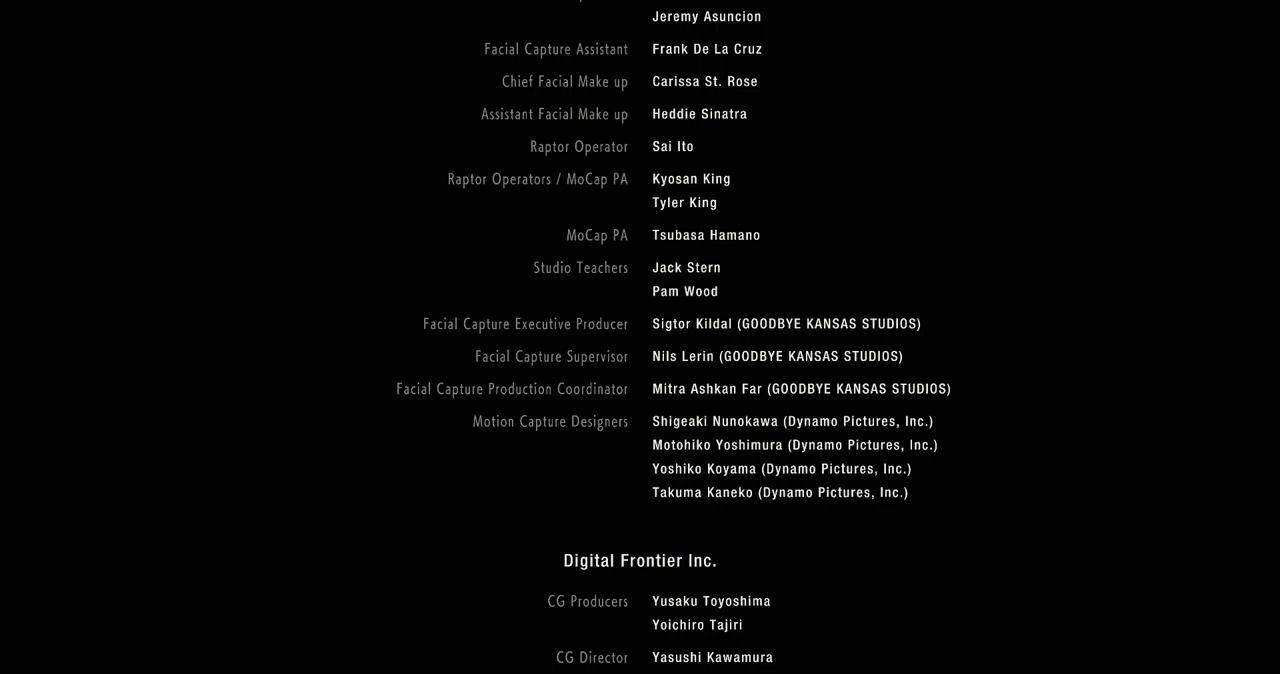 Jeremy Asuncion
Facial Capture Assistant Frank De La Cruz
Chief Facial Make up Carissa St. Rose
Assistant Facial Make up Heddie Sinatra
Raptor Operator Sai Ito
Raptor Operators / MoCap PA Kyosan King
Tyler King
MoCap PA Tsubasa Hamano
Studio Teachers Jack Stern
Pam Wood
Facial Capture Executive Producer Sigtor Kildal (GOODBYE KANSAS STUDIOS)
Facial Capture Supervisor Nils Lerin (GOODBYE KANSAS STUDIOS)
Facial Capture Production Coordinator Mitra Ashkan Far (GOODBYE KANSAS STUDIOS)
Motion Capture Designers Shigeaki Nunokawa (Dynamo Pictures, Inc.)
Motohiko Yoshimura (Dynamo Pictures, Inc.)
Yoshiko Koyama (Dynamo Pictures, Inc.)
Takuma Kaneko (Dynamo Pictures, Inc.)
Digital Frontier Inc.
CG Producers Yusaku Toyoshima
Yoichiro Tajiri
CG Director Yasushi Kawamura